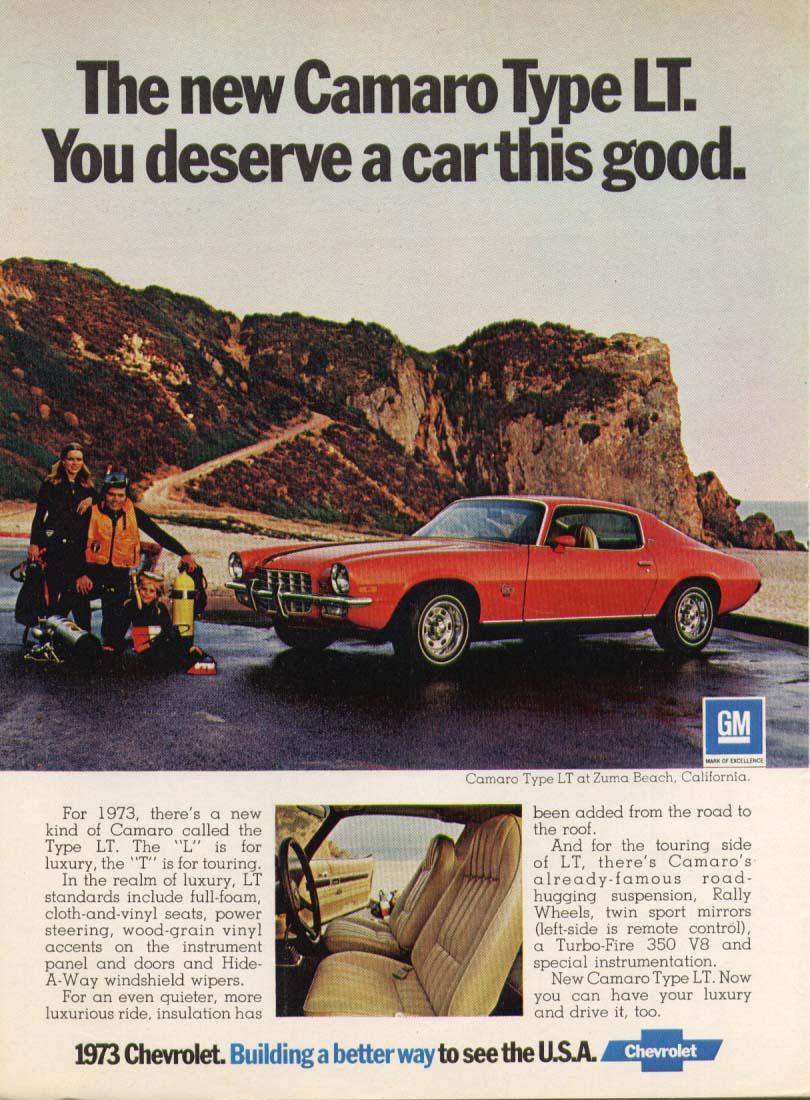 The new Camaro Type LT.
You deserve a car this good.
GM
MARK OF EXCELLENCE
Camaro Type LT at Zuma Beach, California.
For 1973, there's a new
kind of Camaro called the
Type LT. The "L" is for
luxury, the "T" is for touring.
In the realm of luxury, LT
standards include full-foam,
cloth-and-vinyl seats, power
steering, wood-grain vinyl
accents on the instrument
panel and doors and Hide-
A-Way windshield wipers.
For an even quieter, more
luxurious ride, insulation has
been added from the road to
the roof.
And for the touring side
of LT, there's Camaro's
already-famous road-
hugging suspension, Rally
Wheels, twin sport mirrors
(left-side is remote control),
a Turbo-Fire 350 V8 and
special instrumentation.
New Camaro Type LT. Now
you can have your luxury
and drive it, too.
1973 Chevrolet. Building a better way to see the U.S.A. Chevrolet